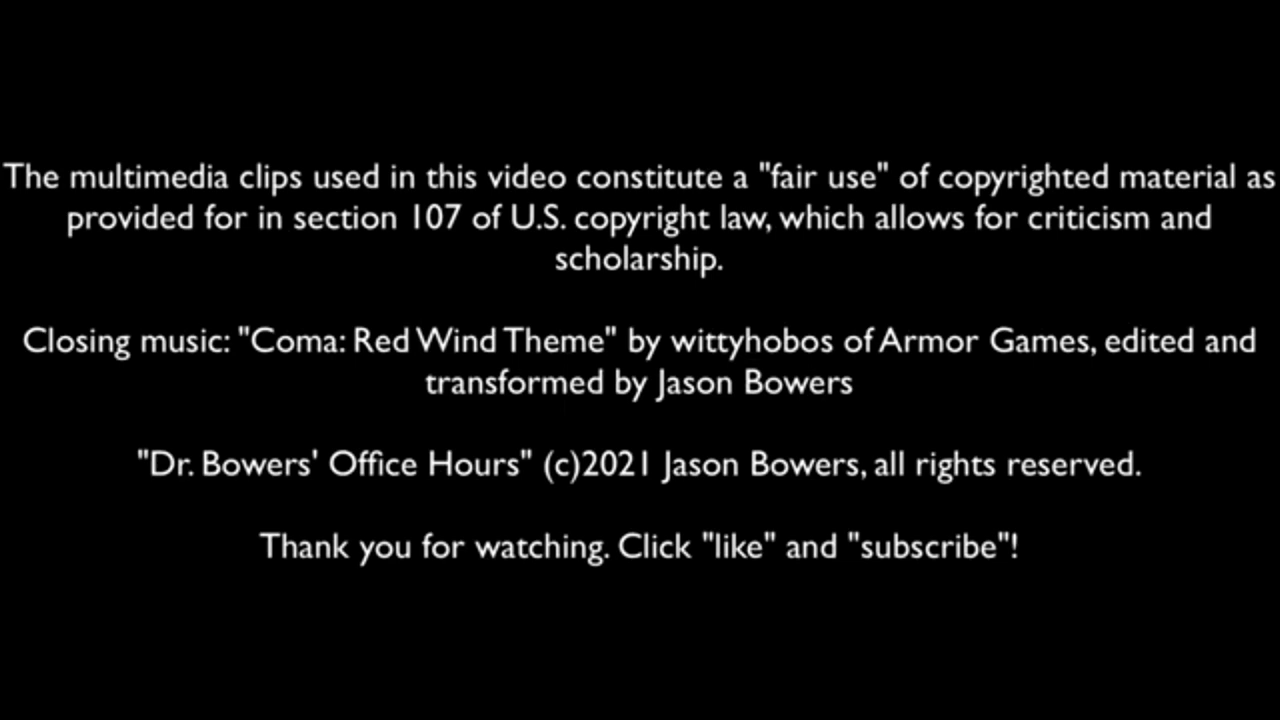 The multimedia clips used in this video constitute a "fair use" of copyrighted material as
provided for in section 107 of U.S. copyright law, which allows for criticism and
scholarship.
Closing music: "Coma: Red Wind Theme" by wittyhobos of Armor Games, edited and
transformed by Jason Bowers
"Dr. Bowers' Office Hours" (c)2021 Jason Bowers, all rights reserved.
Thank you for watching. Click "like" and "subscribe"!